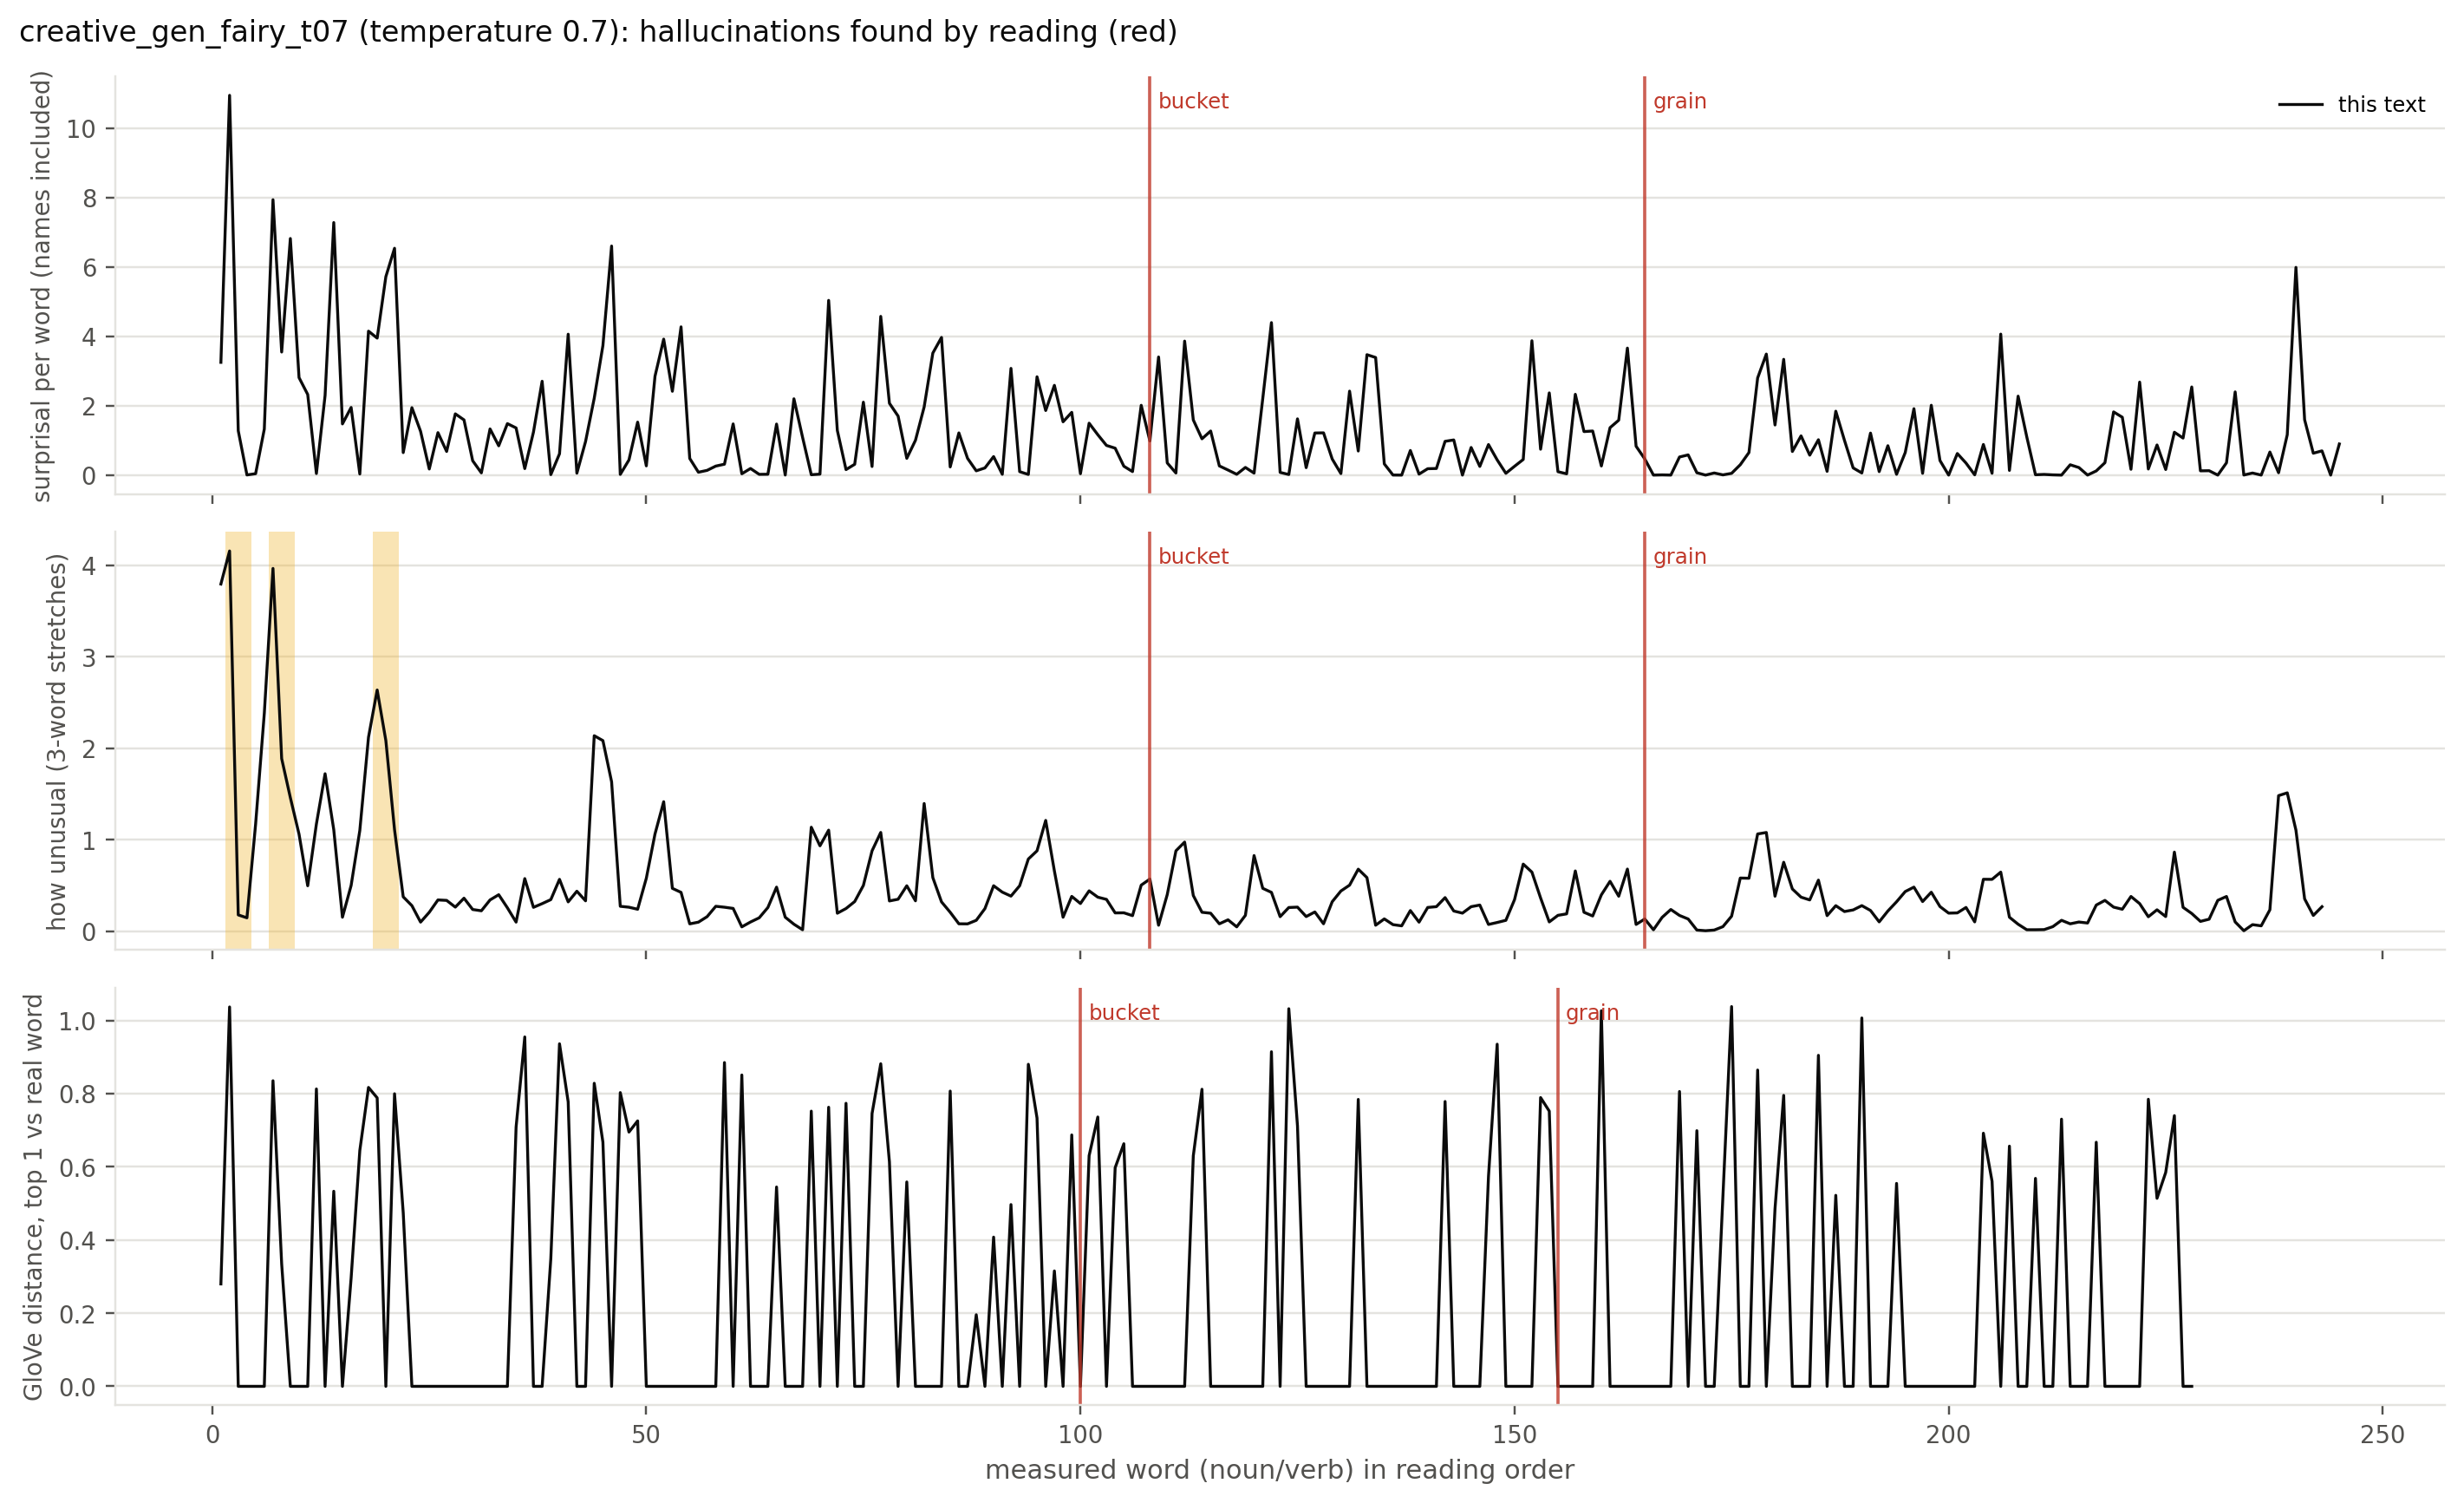 creative_gen_fairy_t07 (temperature 0.7): hallucinations found by reading (red)
surprisal per word (names included)
10
8
6
4
2
0
bucket
grain
this text
how unusual (3-word stretches)
4
3
2
1
0
bucket
grain
GloVe distance, top 1 vs real word
1.0
0.8
0.6
0.4
0.2
0.0
bucket
grain
0
50
100
150
200
250
measured word (noun/verb) in reading order